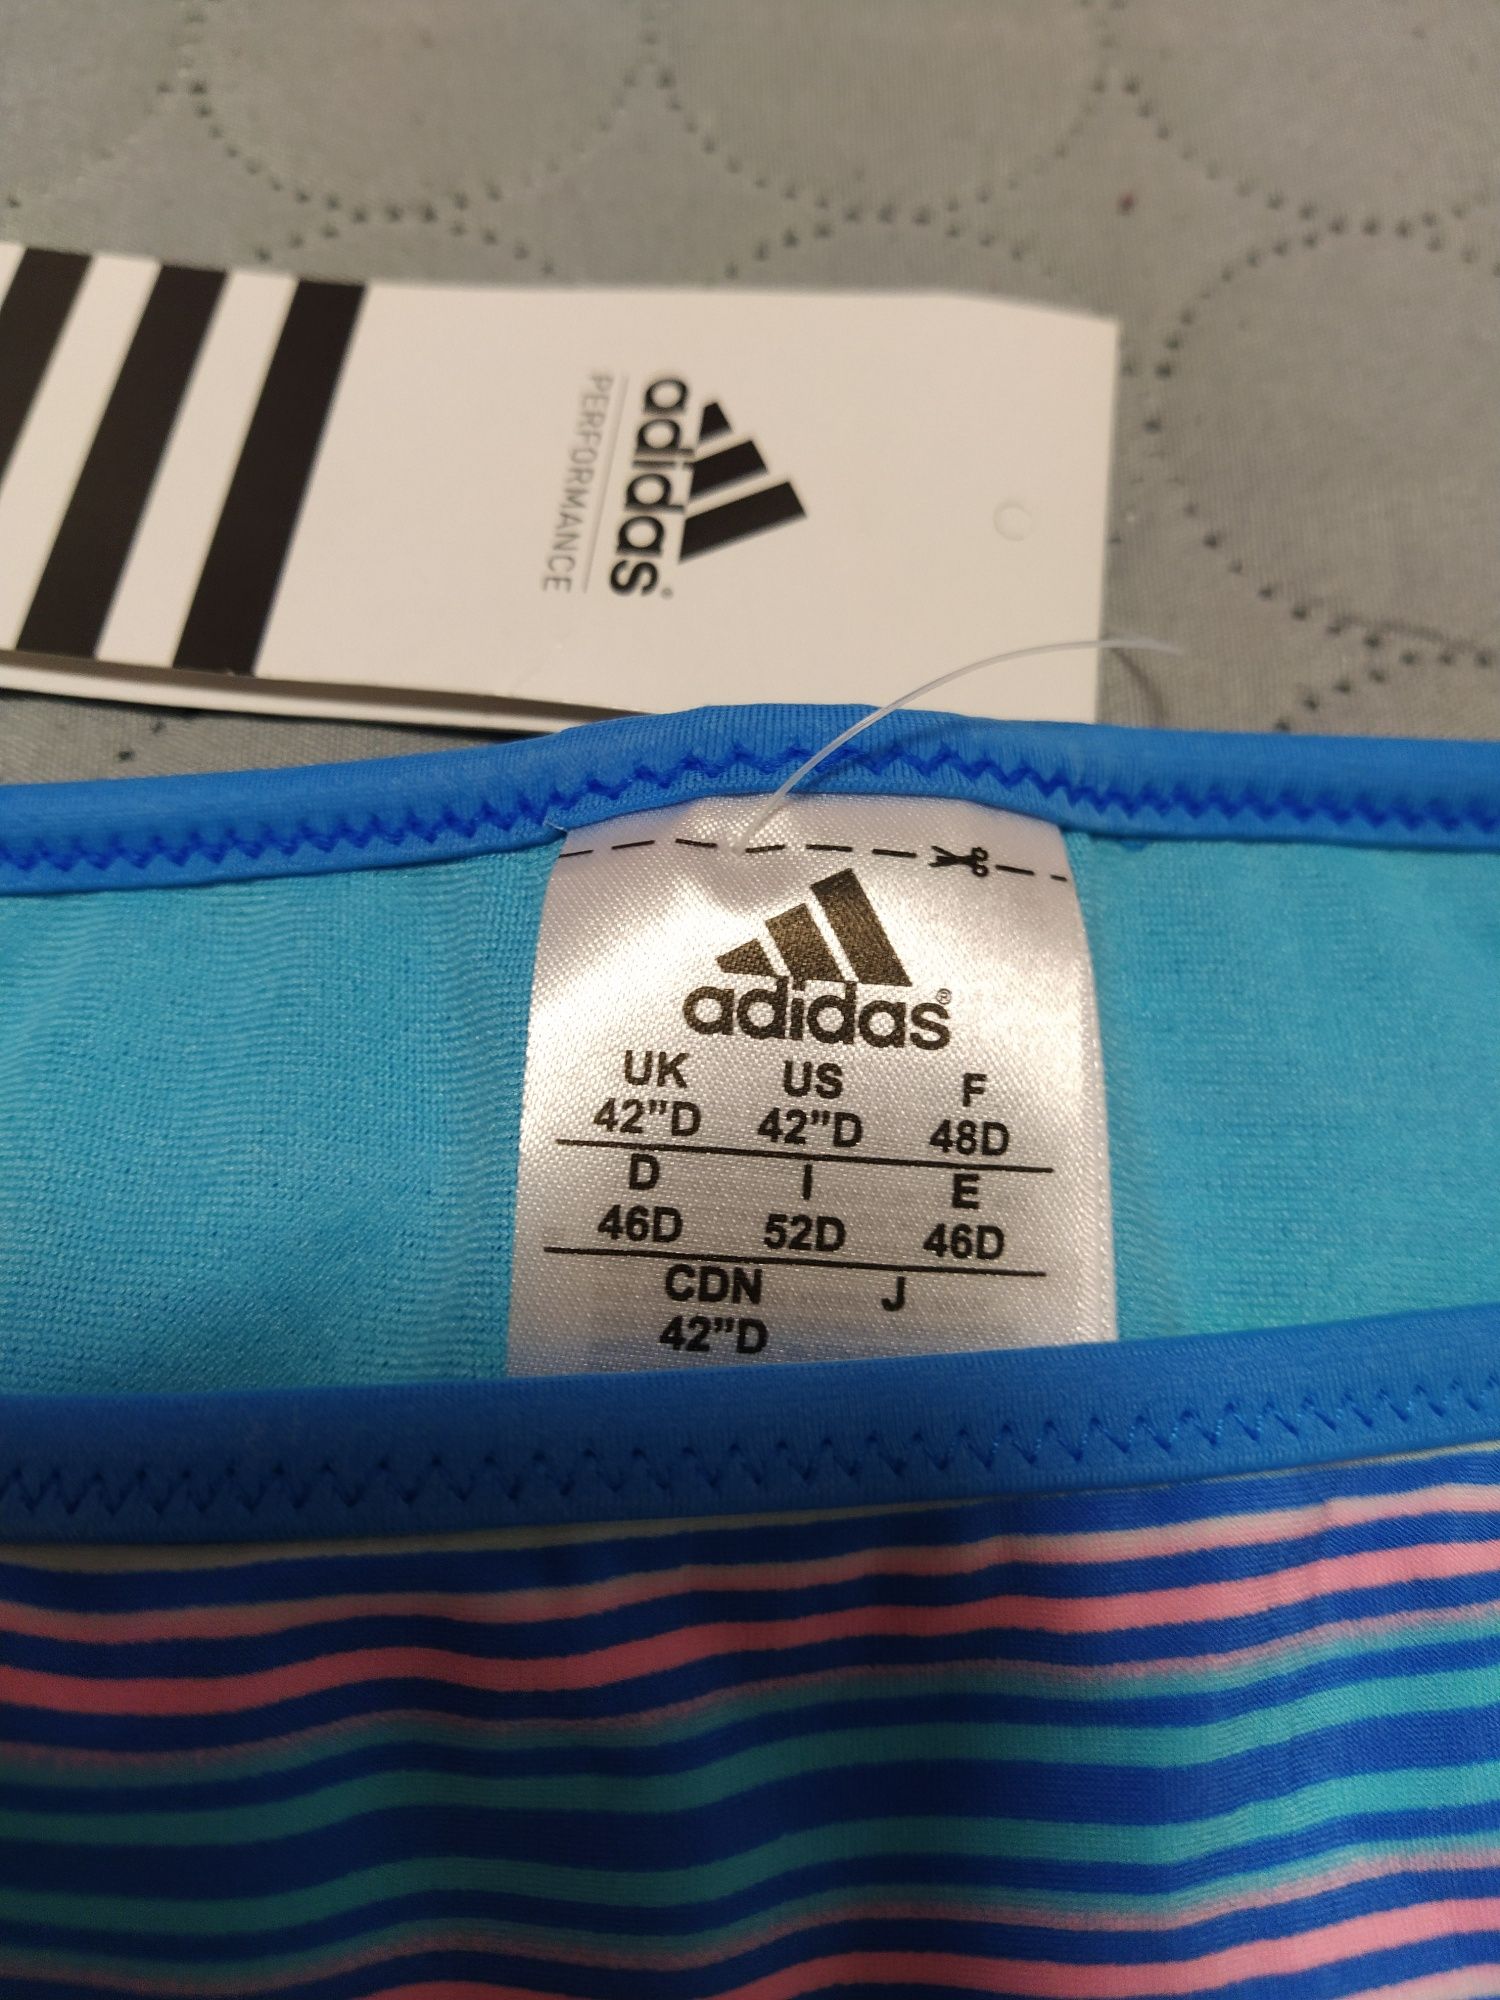 adidas
PERFORMANCE
adidas®
UK US F
42"D 42"D 48D
D I E
46D 52D 46D
CDN J
42"D